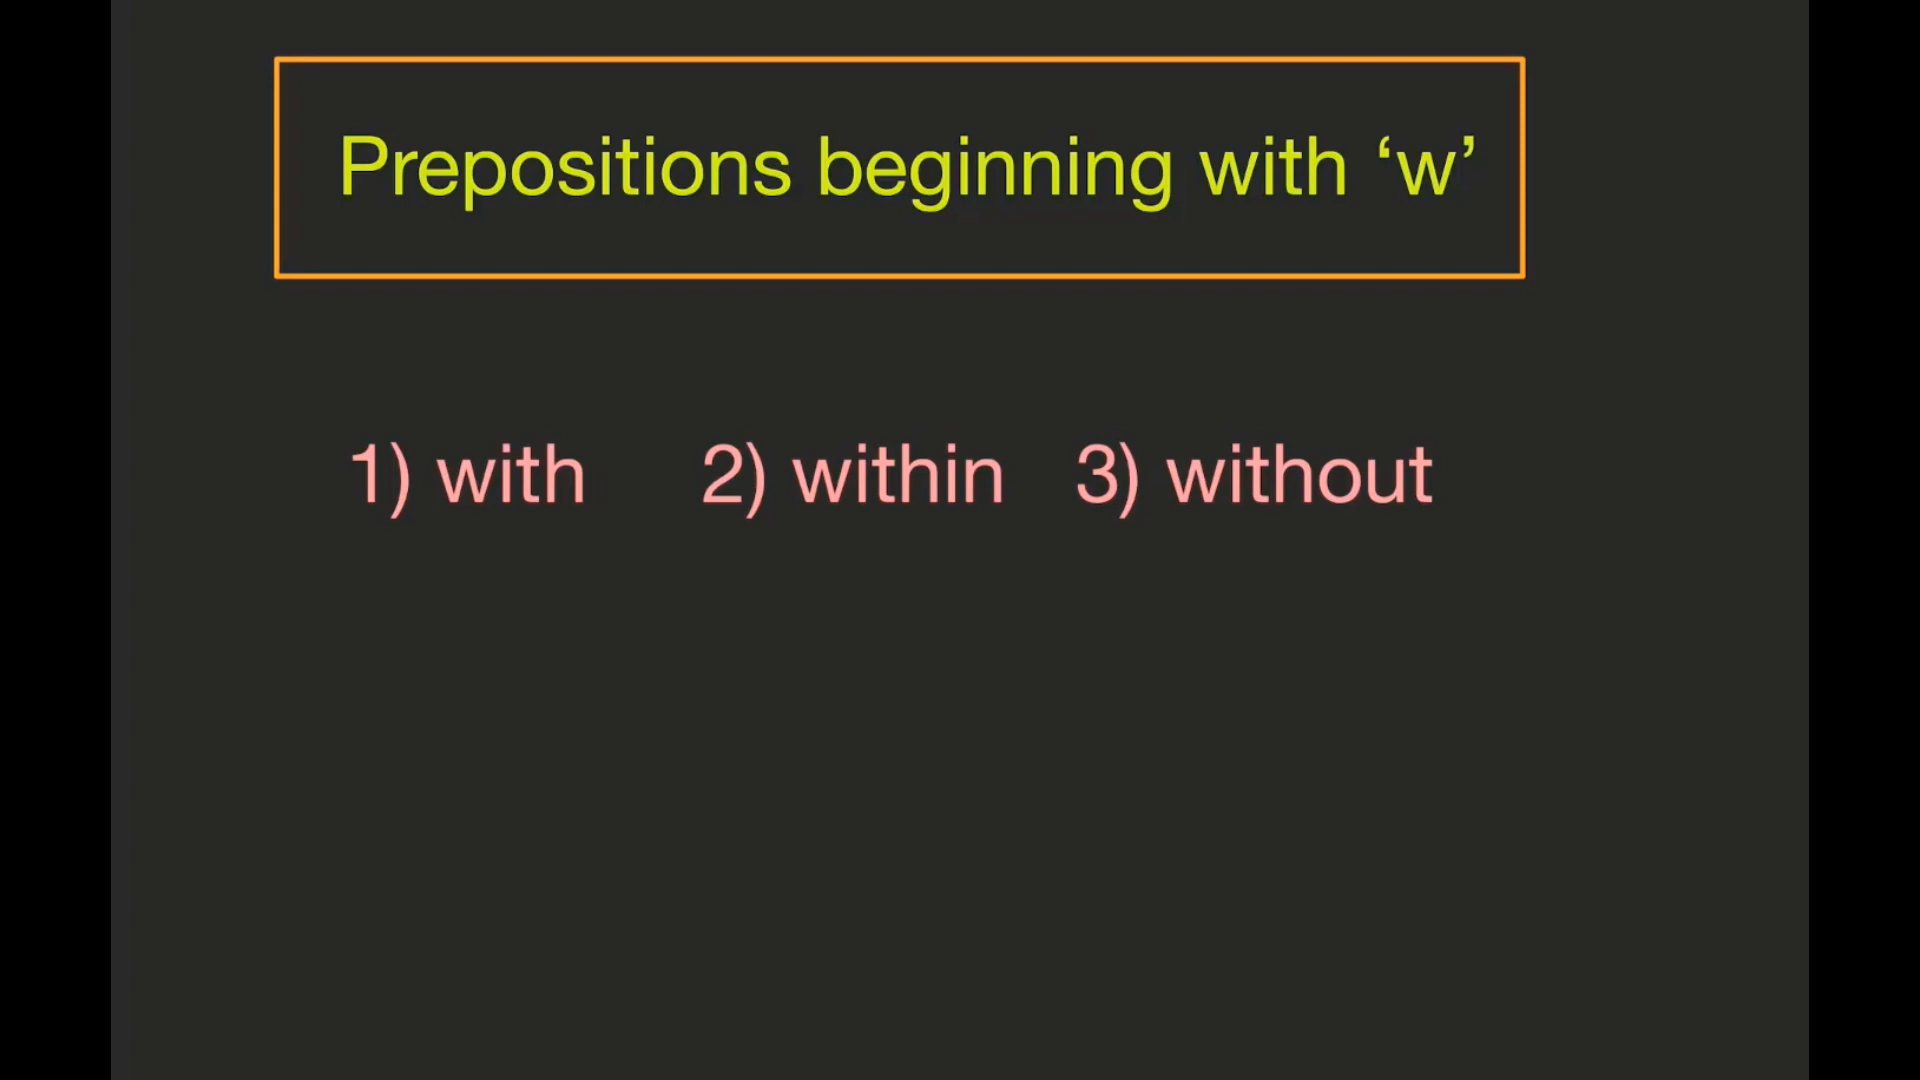 Prepositions beginning with ‘w’
1) with 2) within 3) without